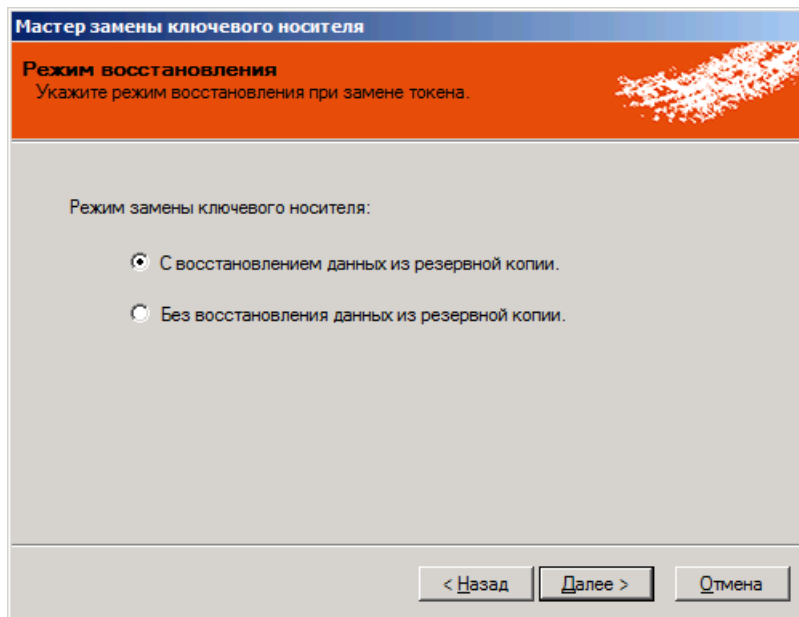 Мастер замены ключевого носителя
Режим восстановления
Укажите режим восстановления при замене токена.
Режим замены ключевого носителя:
С восстановлением данных из резервной копии.
Без восстановления данных из резервной копии.
< Назад Далее > Отмена